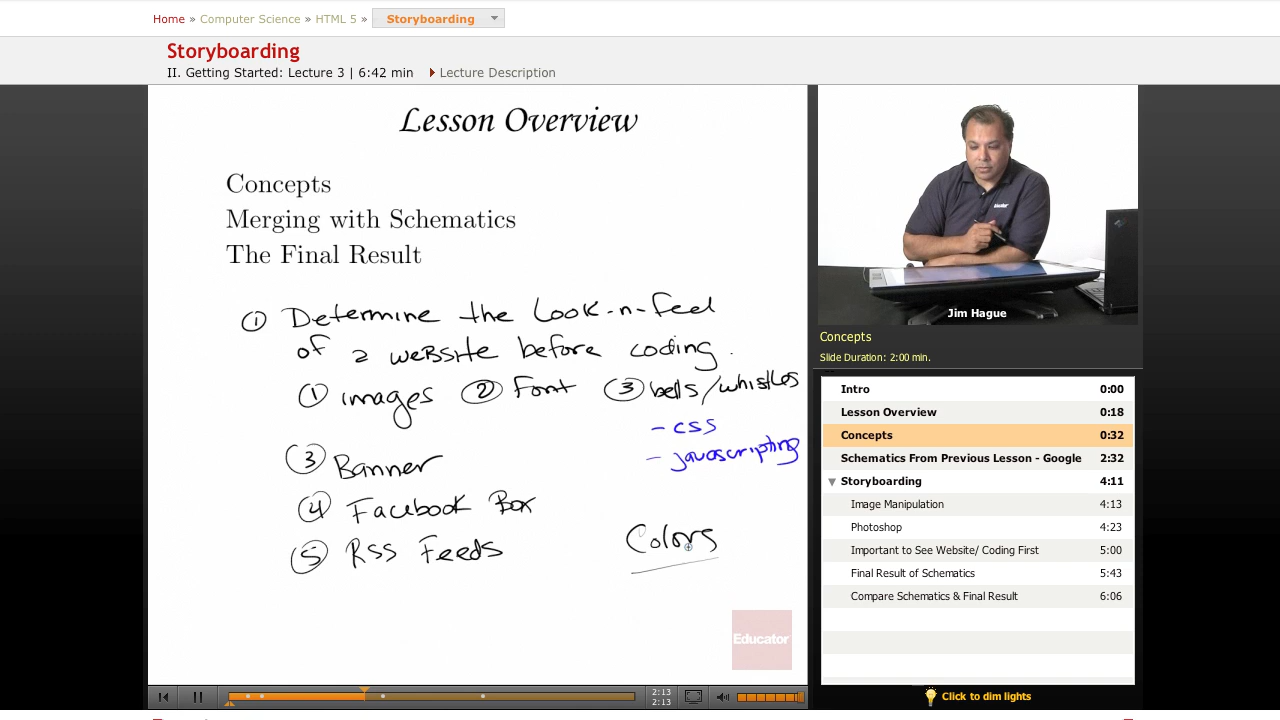 Home » Computer Science » HTML 5 » Storyboarding
Storyboarding
II. Getting Started: Lecture 3 | 6:42 min Lecture Description
Lesson Overview
Concepts
Merging with Schematics
The Final Result
① Determine the Look-n-Feel
of a website before coding.
① images ② Font ③ bells/whistles
- css
- javascripting
③ Banner
④ Facebook Box
⑤ RSS Feeds
Colors
Educator
2:13
2:13
Jim Hague
Concepts
Slide Duration: 2:00 min.
Intro 0:00
Lesson Overview 0:18
Concepts 0:32
Schematics From Previous Lesson - Google 2:32
Storyboarding 4:11
Image Manipulation 4:13
Photoshop 4:23
Important to See Website/ Coding First 5:00
Final Result of Schematics 5:43
Compare Schematics & Final Result 6:06
Click to dim lights